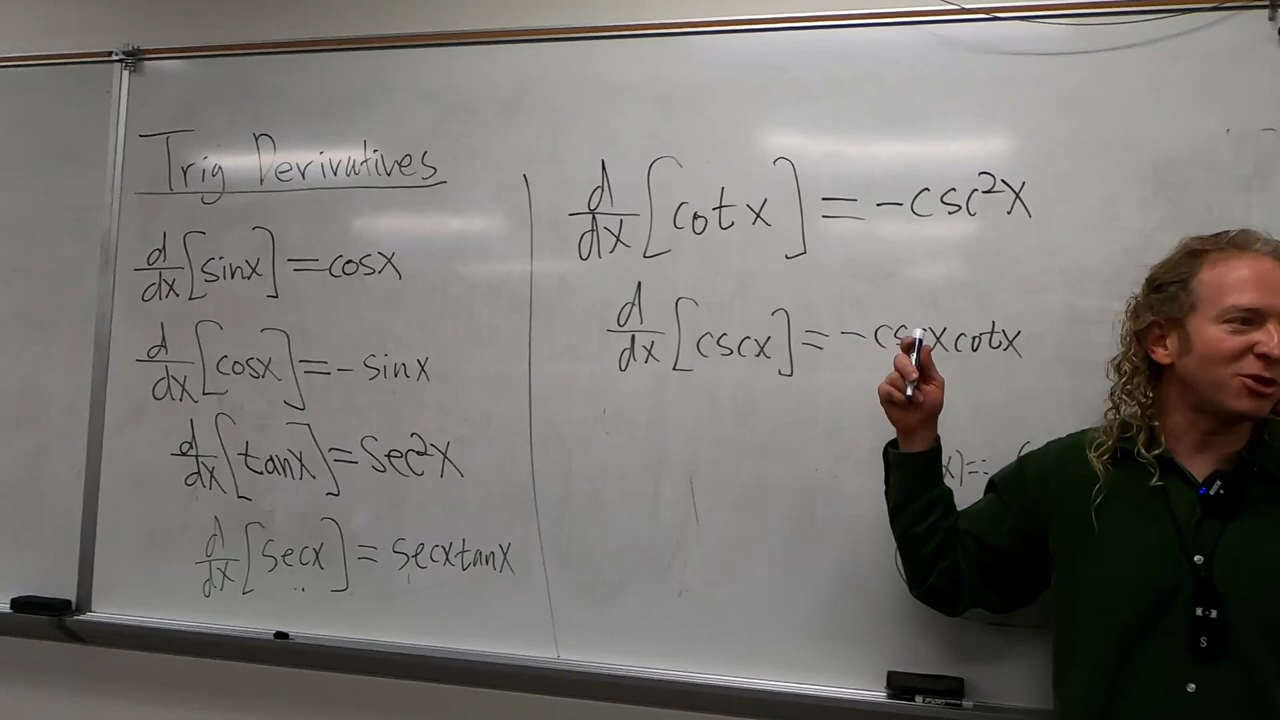 Trig Derivatives
d/dx[sinx]=cosx
d/dx[cosx]=-sinx
d/dx[tanx]=sec²x
d/dx[secx]=secxtanx
d/dx[cotx]=-csc²x
d/dx[cscx]=-cscxcotx
x)=
S